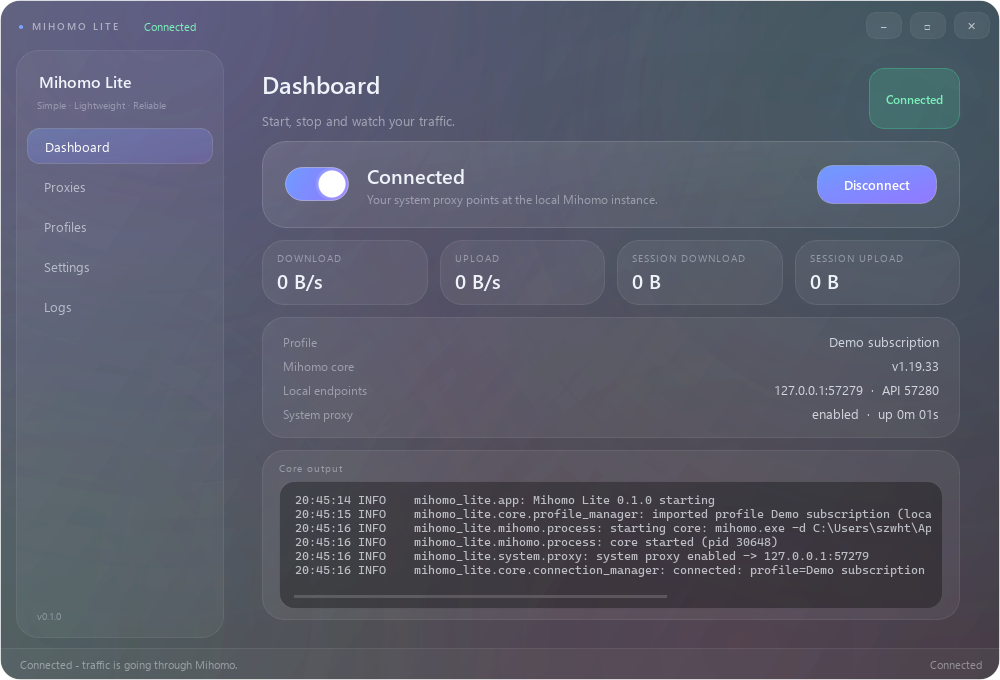 MIHOMO LITE Connected
Mihomo Lite
Simple · Lightweight · Reliable
Dashboard
Proxies
Profiles
Settings
Logs
v0.1.0
Dashboard
Start, stop and watch your traffic.
Connected
Connected
Your system proxy points at the local Mihomo instance.
Disconnect
DOWNLOAD
0 B/s
UPLOAD
0 B/s
SESSION DOWNLOAD
0 B
SESSION UPLOAD
0 B
Profile Demo subscription
Mihomo core v1.19.33
Local endpoints 127.0.0.1:57279 · API 57280
System proxy enabled · up 0m 01s
Core output
20:45:14 INFO mihomo_lite.app: Mihomo Lite 0.1.0 starting
20:45:15 INFO mihomo_lite.core.profile_manager: imported profile Demo subscription (loca
20:45:16 INFO mihomo_lite.mihomo.process: starting core: mihomo.exe -d C:\Users\szwht\Ap
20:45:16 INFO mihomo_lite.mihomo.process: core started (pid 30648)
20:45:16 INFO mihomo_lite.system.proxy: system proxy enabled -> 127.0.0.1:57279
20:45:16 INFO mihomo_lite.core.connection_manager: connected: profile=Demo subscription
Connected - traffic is going through Mihomo. Connected